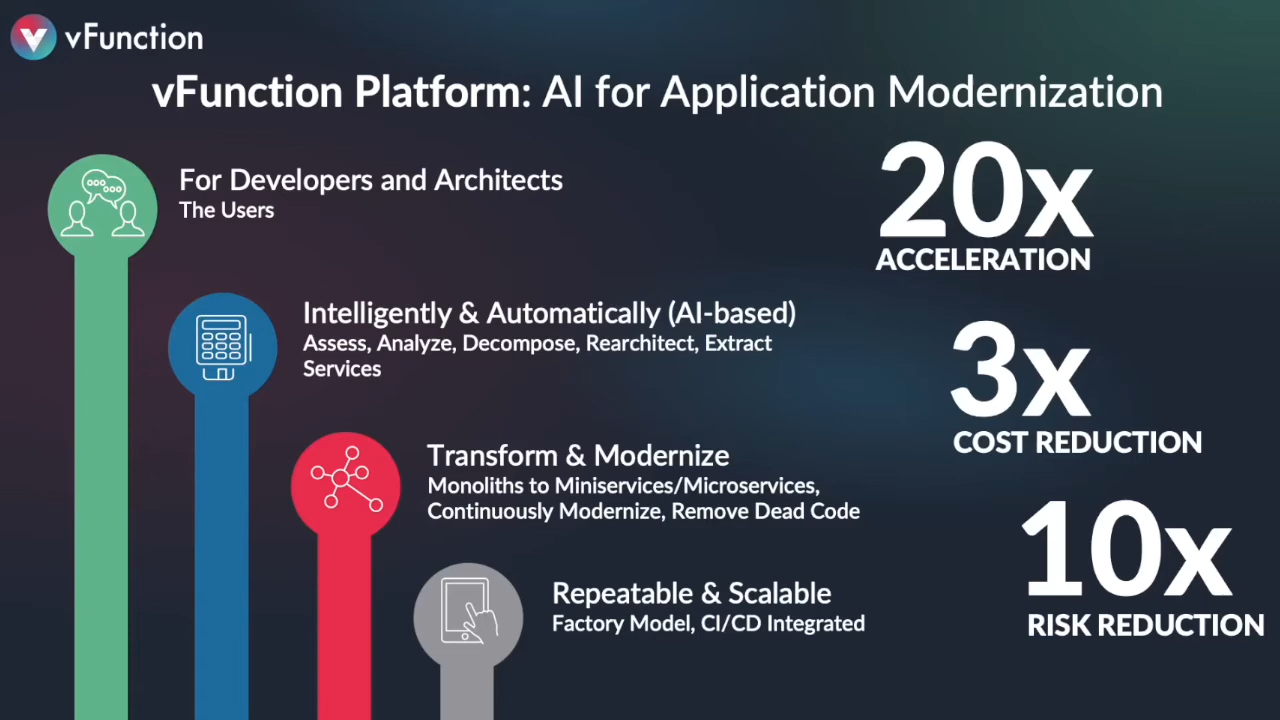 vFunction
vFunction Platform: AI for Application Modernization
For Developers and Architects
The Users
Intelligently & Automatically (AI-based)
Assess, Analyze, Decompose, Rearchitect, Extract
Services
Transform & Modernize
Monoliths to Miniservices/Microservices,
Continuously Modernize, Remove Dead Code
Repeatable & Scalable
Factory Model, CI/CD Integrated
20x
ACCELERATION
3x
COST REDUCTION
10x
RISK REDUCTION